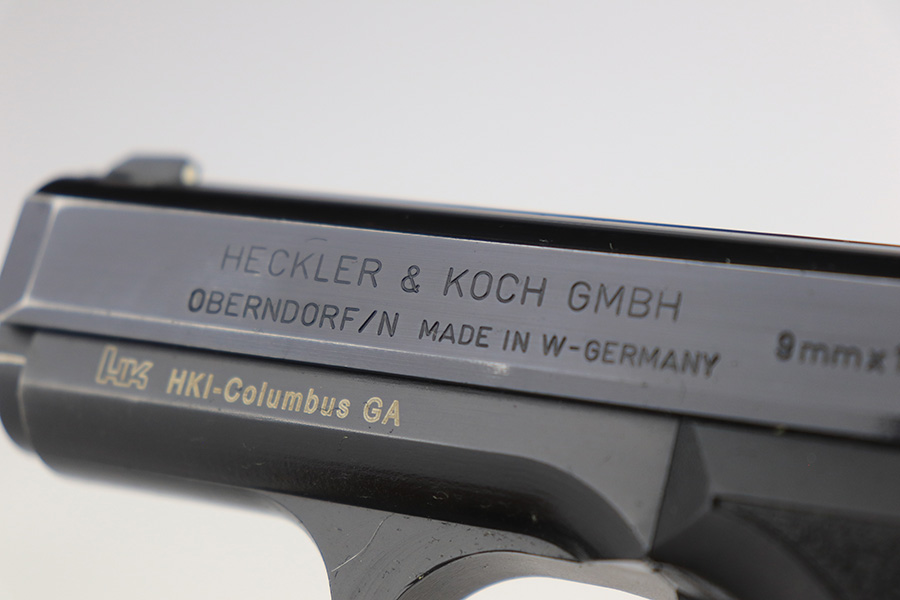 HECKLER & KOCH GMBH
OBERNDORF/N MADE IN W-GERMANY
9mmx1
HK HKI-Columbus GA